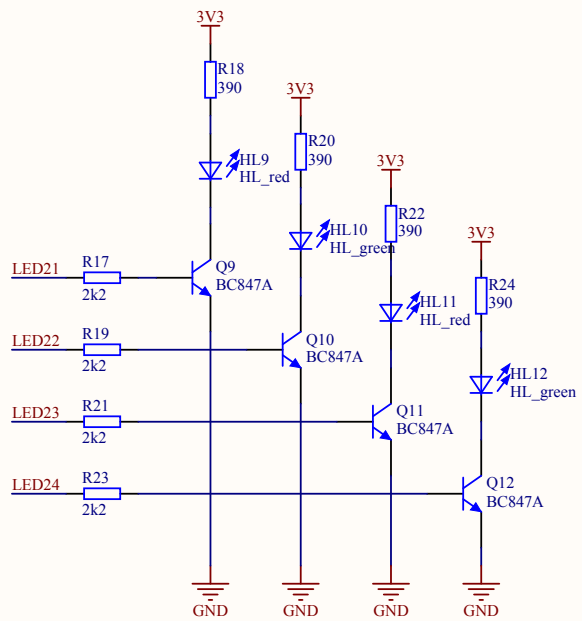 3V3
R18
390
3V3
R20
390
HL9
HL_red
3V3
R22
390
HL10
HL_green
3V3
R24
390
LED21
R17
2k2
Q9
BC847A
HL11
HL_red
LED22
R19
2k2
Q10
BC847A
HL12
HL_green
LED23
R21
2k2
Q11
BC847A
LED24
R23
2k2
Q12
BC847A
GND
GND
GND
GND